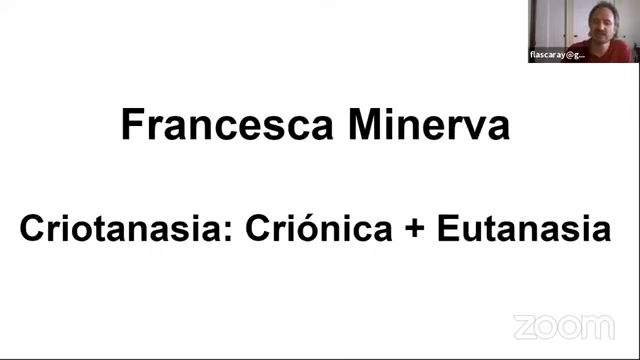 flascaray@g...
Francesca Minerva
Criotanasia: Criónica + Eutanasia
zoom